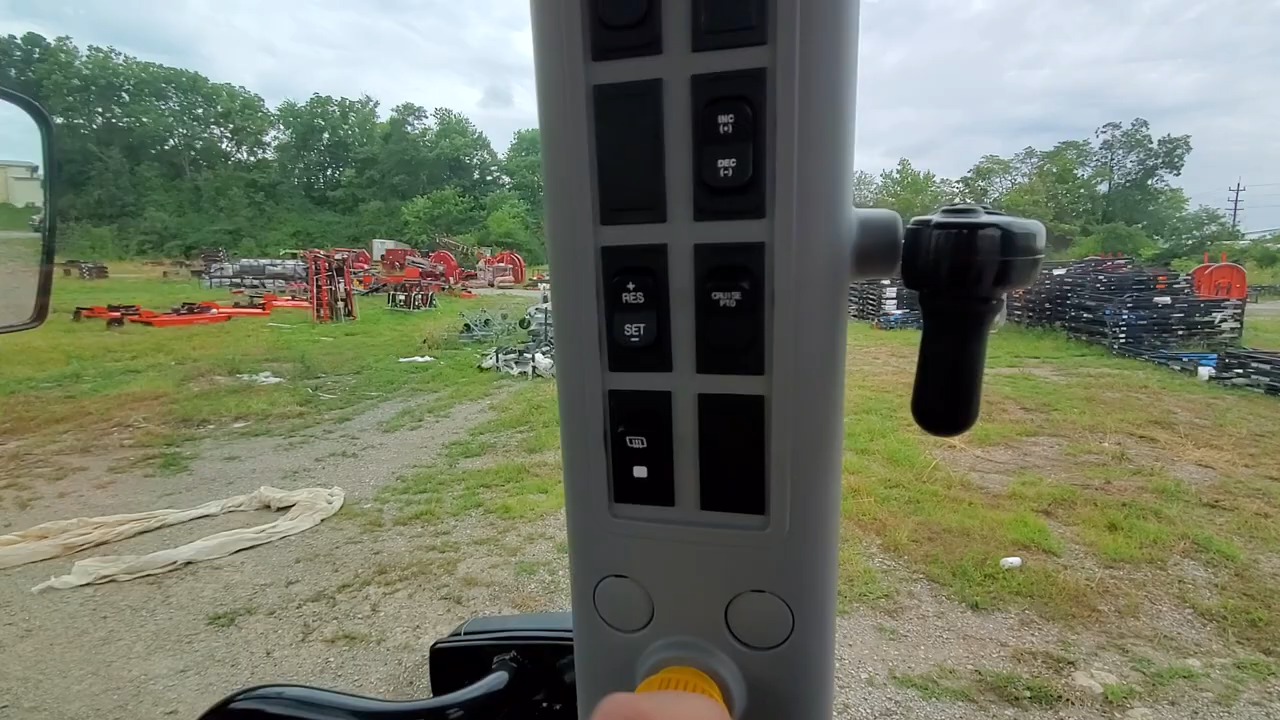 INC
(+)
DEC
(-)
+
RES
SET
-
CRUISE
PTO